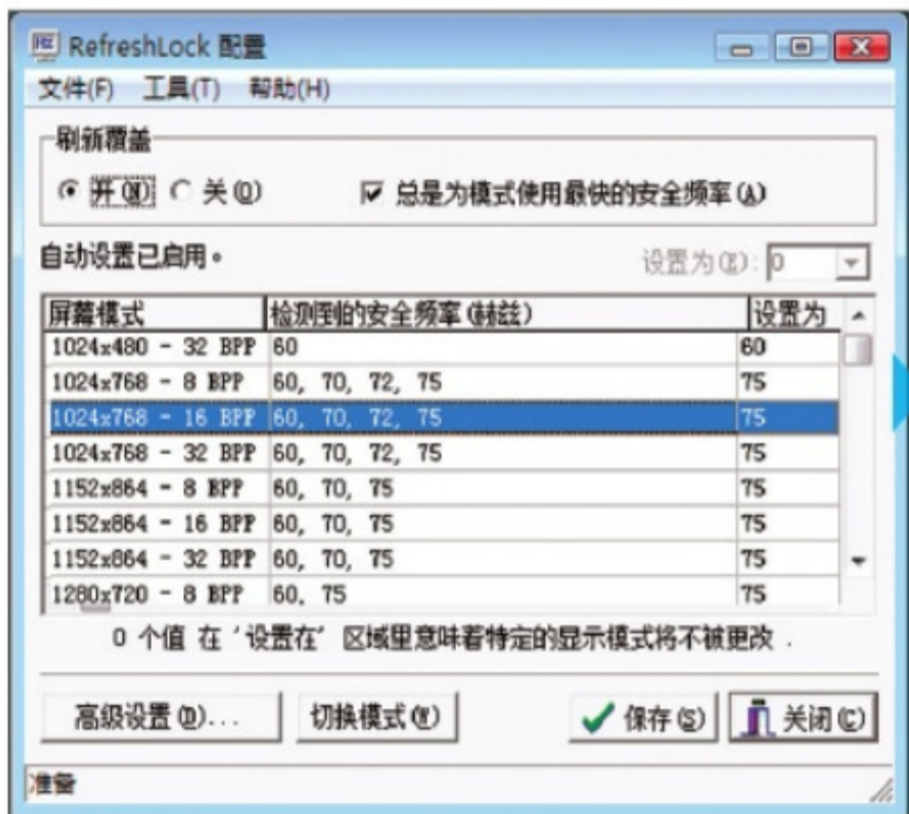 RefreshLock 配置
文件(F) 工具(T) 帮助(H)
刷新覆盖
开(N) 关(O) 总是为模式使用最快的安全频率(A)
自动设置已启用。 设置为(E): 0
屏幕模式 检测到的安全频率(赫兹) 设置为
1024x480 - 32 BPP 60 60
1024x768 - 8 BPP 60, 70, 72, 75 75
1024x768 - 16 BPP 60, 70, 72, 75 75
1024x768 - 32 BPP 60, 70, 72, 75 75
1152x864 - 8 BPP 60, 70, 75 75
1152x864 - 16 BPP 60, 70, 75 75
1152x864 - 32 BPP 60, 70, 75 75
1280x720 - 8 BPP 60, 75 75
0 个值 在 '设置在' 区域里意味着特定的显示模式将不被更改 .
高级设置(D)... 切换模式(W) 保存(S) 关闭(C)
准备